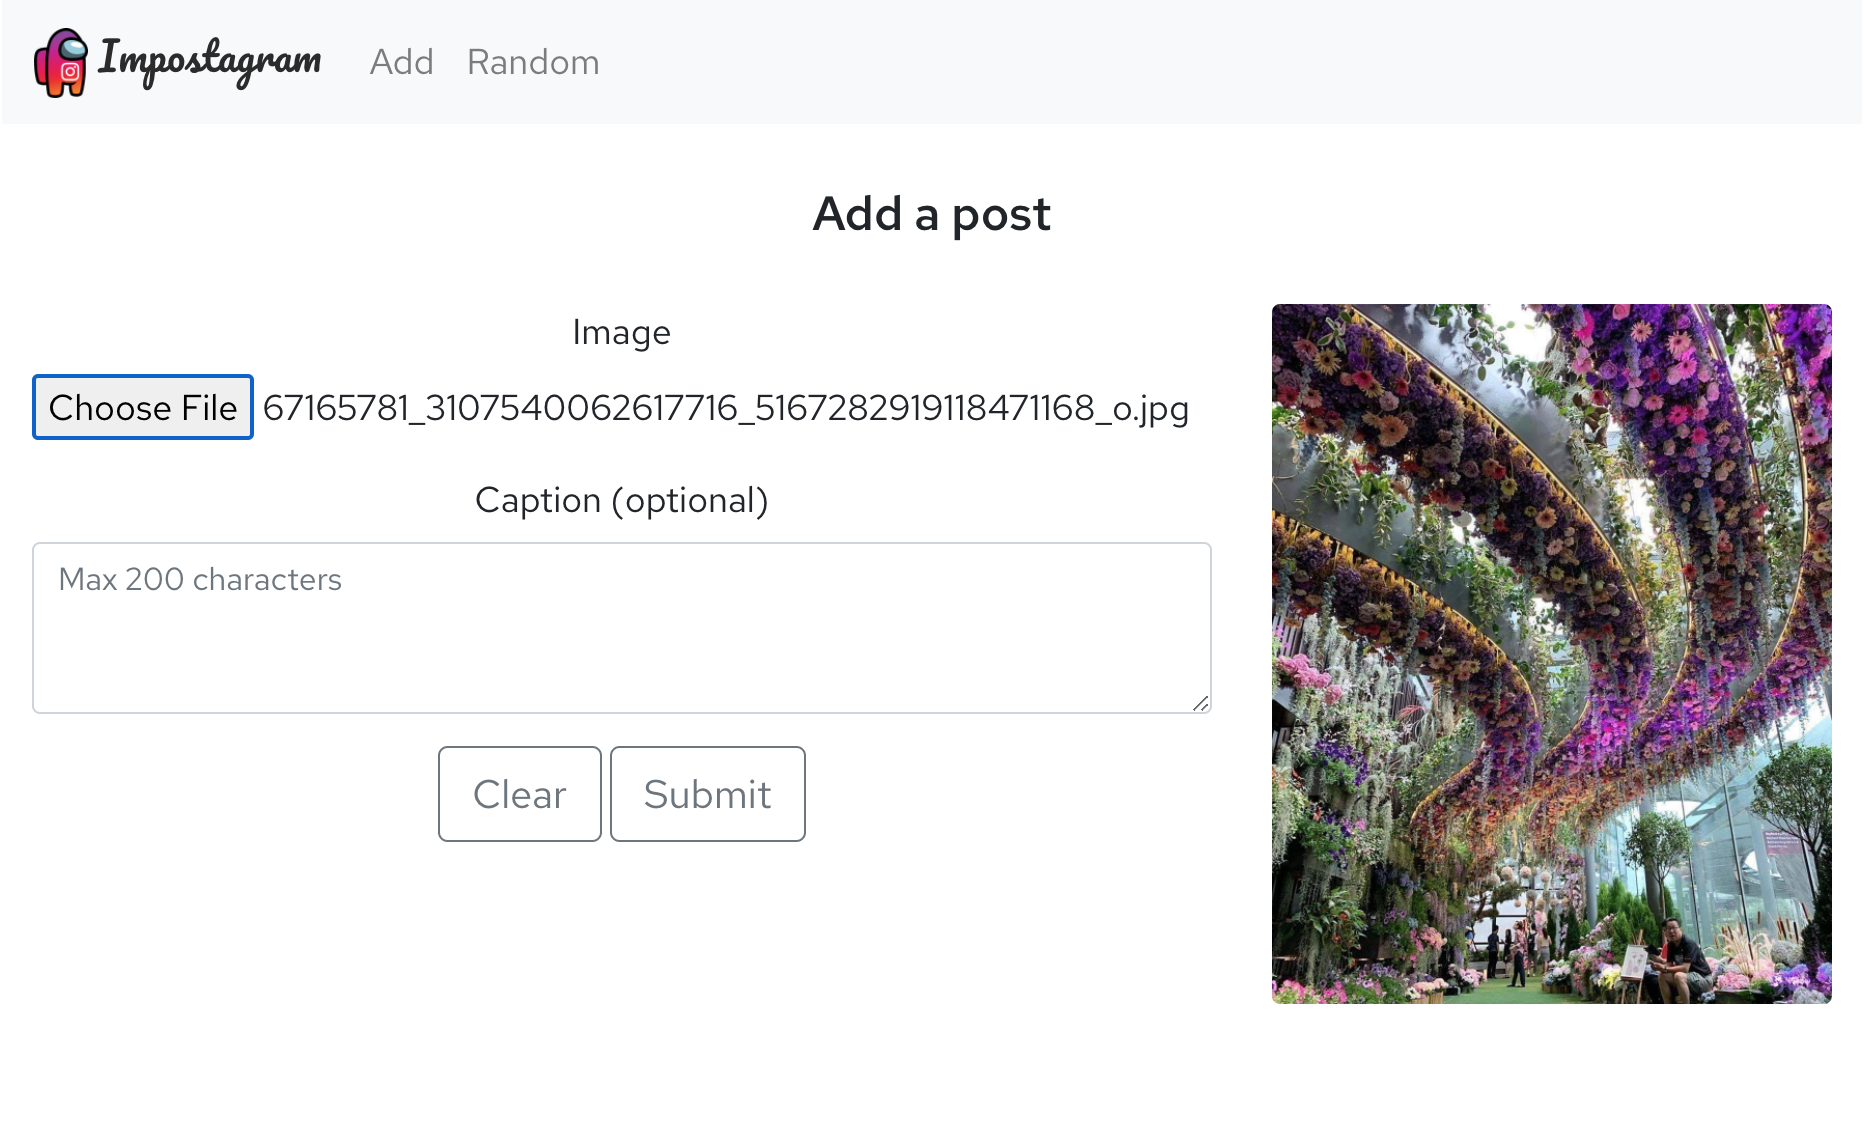 Impostagram Add Random
Add a post
Image
Choose File 67165781_3107540062617716_5167282919118471168_o.jpg
Caption (optional)
Max 200 characters
Clear Submit